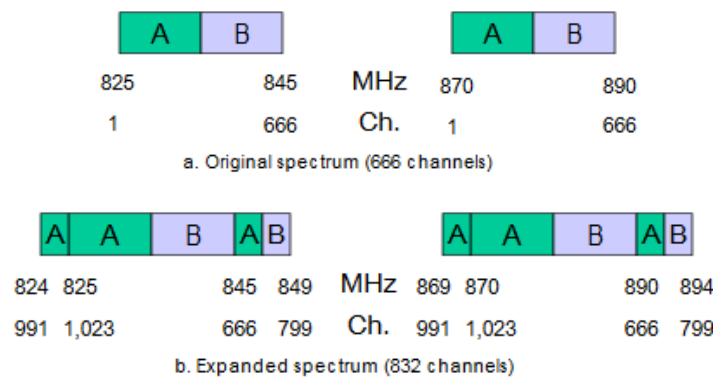 A B A B
825 845 MHz 870 890
1 666 Ch. 1 666
a. Original spectrum (666 channels)
A A B A B A A B A B
824 825 845 849 MHz 869 870 890 894
991 1,023 666 799 Ch. 991 1,023 666 799
b. Expanded spectrum (832 channels)